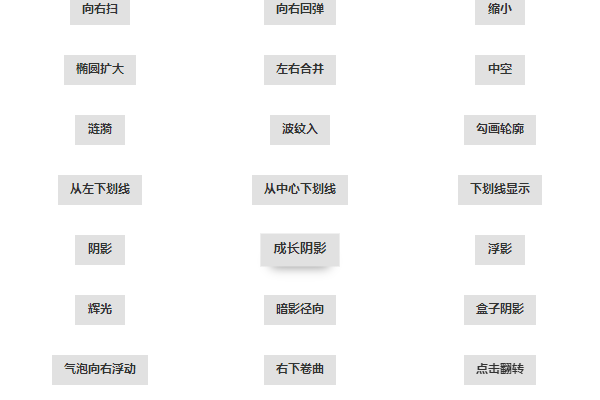 向右扫
向右回弹
缩小
椭圆扩大
左右合并
中空
涟漪
波纹入
勾画轮廓
从左下划线
从中心下划线
下划线显示
阴影
成长阴影
浮影
辉光
暗影径向
盒子阴影
气泡向右浮动
右下卷曲
点击翻转